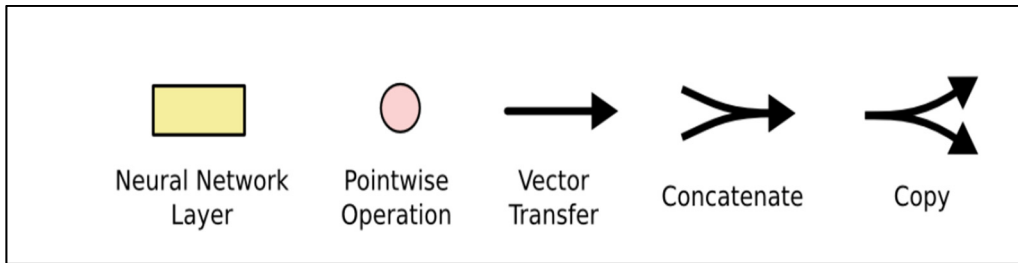 Neural Network
Layer
Pointwise
Operation
Vector
Transfer
Concatenate
Copy